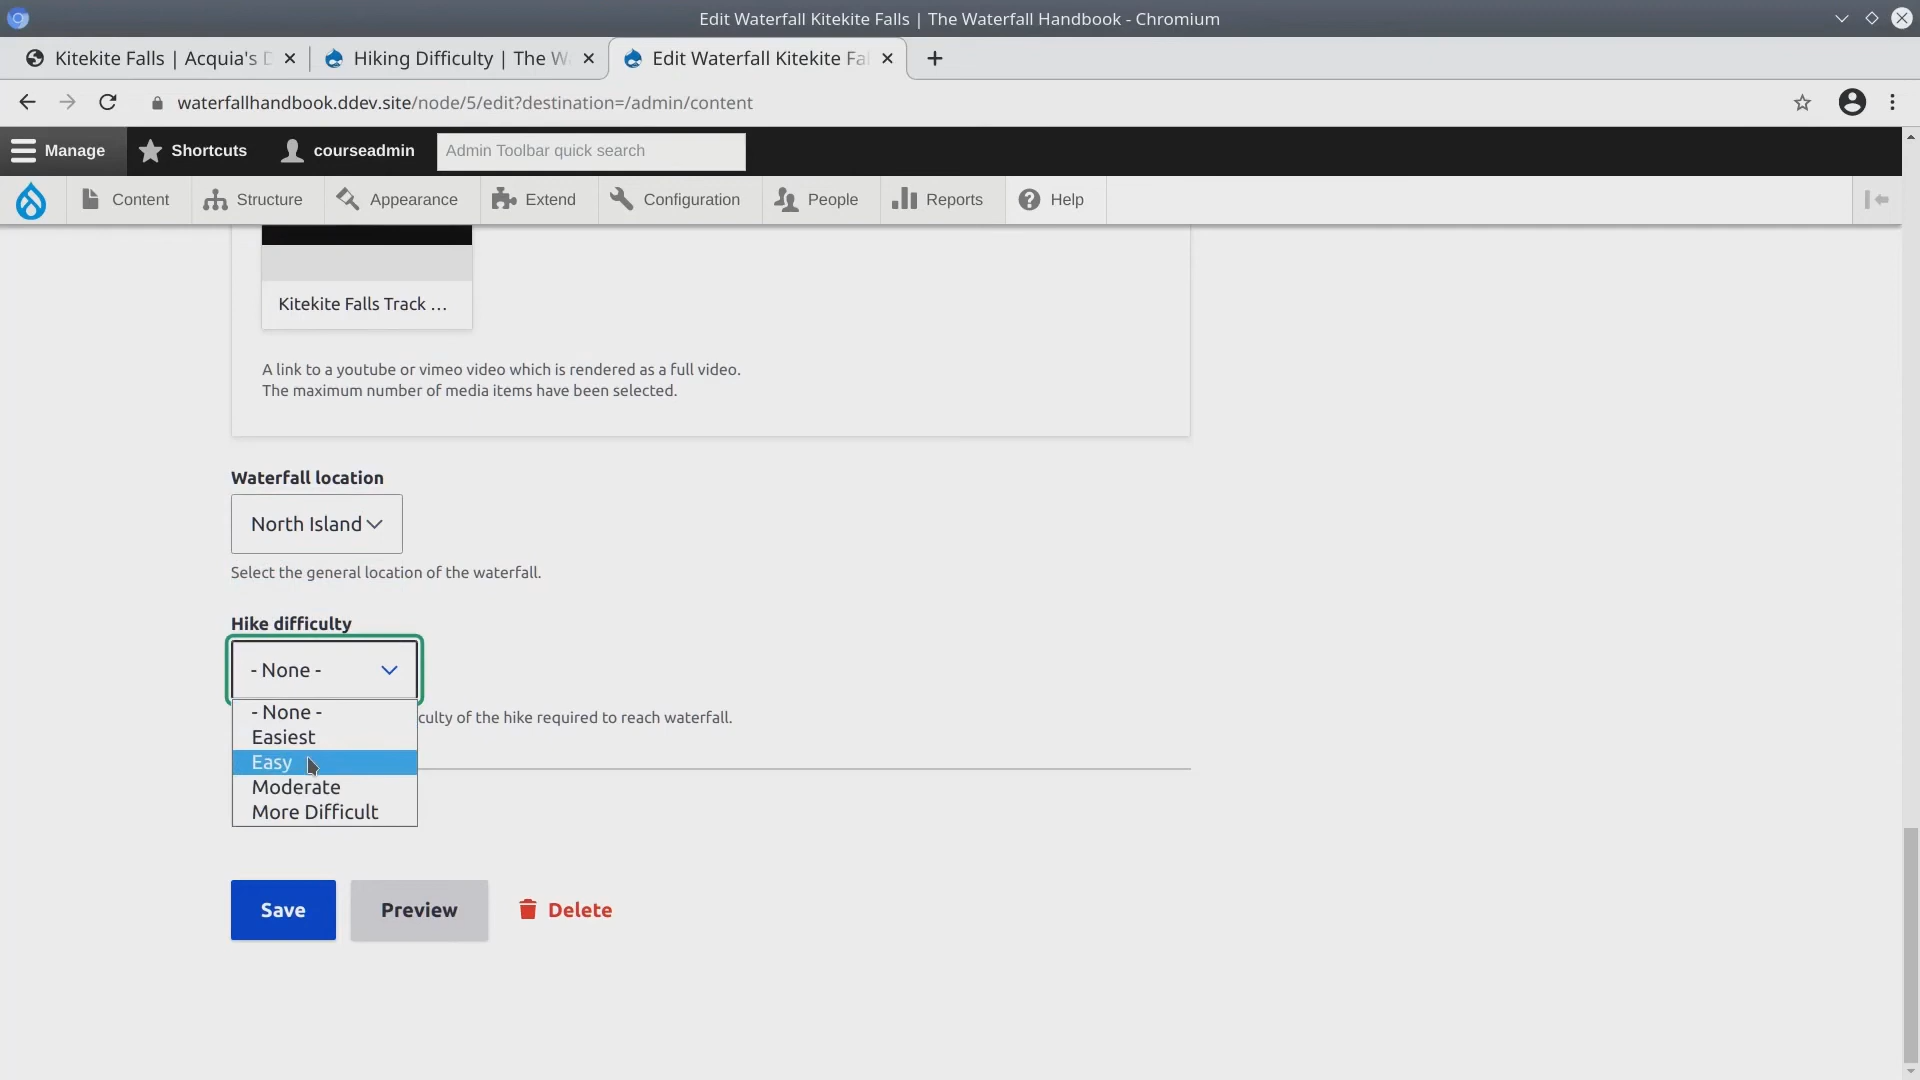 Edit Waterfall Kitekite Falls | The Waterfall Handbook - Chromium
Kitekite Falls | Acquia's
Hiking Difficulty | The
Edit Waterfall Kitekite
waterfallhandbook.ddev.site/node/5/edit?destination=/admin/content
Manage
Shortcuts
courseadmin
Admin Toolbar quick search
Content
Structure
Appearance
Extend
Configuration
People
Reports
Help
Kitekite Falls Track ...
A link to a youtube or vimeo video which is rendered as a full video.
The maximum number of media items have been selected.
Waterfall location
North Island
Select the general location of the waterfall.
Hike difficulty
- None -
- None -
culty of the hike required to reach waterfall.
Easiest
Easy
Moderate
More Difficult
Save
Preview
Delete